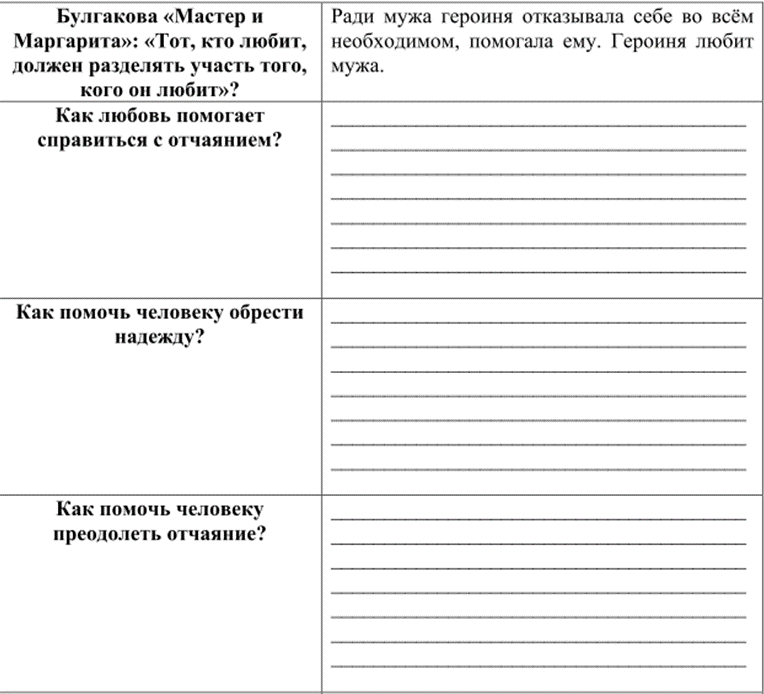 Булгакова «Мастер и
Маргарита»: «Тот, кто любит,
должен разделять участь того,
кого он любит»?
Ради мужа героиня отказывала себе во всём
необходимом, помогала ему. Героиня любит
мужа.
Как любовь помогает
справиться с отчаянием?
Как помочь человеку обрести
надежду?
Как помочь человеку
преодолеть отчаяние?